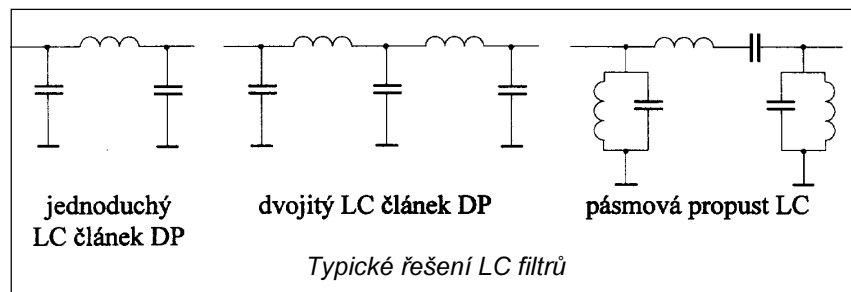 jednoduchý
LC článek DP
dvojitý LC článek DP
pásmová propust LC
Typické řešení LC filtrů